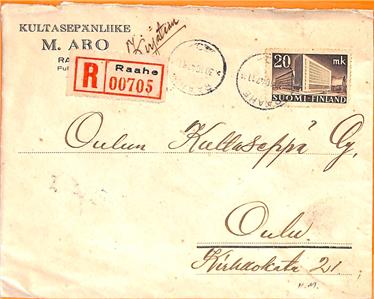 KULTASEPÄNLIIKE
M. ARO
Kirjattu
R
Raahe
00705
20 mk
SUOMI-FINLAND
RAAHE
Oulun Kultaseppä Oy.
Oulu.
Kirkkokatu 21